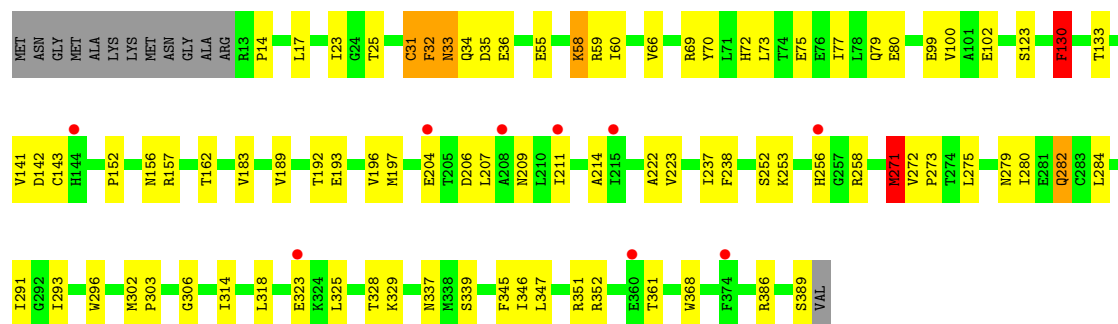 MET ASN GLY MET ALA LYS LYS MET ASN GLY ALA ARG R13 P14 L17 I23 G24 T25 C31 F32 N33 Q34 D35 E36 E55 K58 R59 I60 V66 R69 Y70 L71 H72 L73 T74 E75 E76 I77 L78 Q79 E80 E99 V100 A101 E102 S123 F130 T133
V141 D142 C143 H144 P152 N156 R157 T162 V183 V189 T192 E193 V196 M197 E204 T205 D206 L207 A208 N209 L210 I211 A214 I215 A222 V223 I237 F238 S252 K253 H256 G257 R258 M271 V272 P273 T274 L275 N279 I280 E281 Q282 C283 L284
I291 G292 I293 W296 M302 P303 G306 I314 L318 E323 K324 L325 T328 K329 N337 M338 S339 F345 I346 L347 R351 R352 E360 T361 W368 F374 R386 S389 VAL